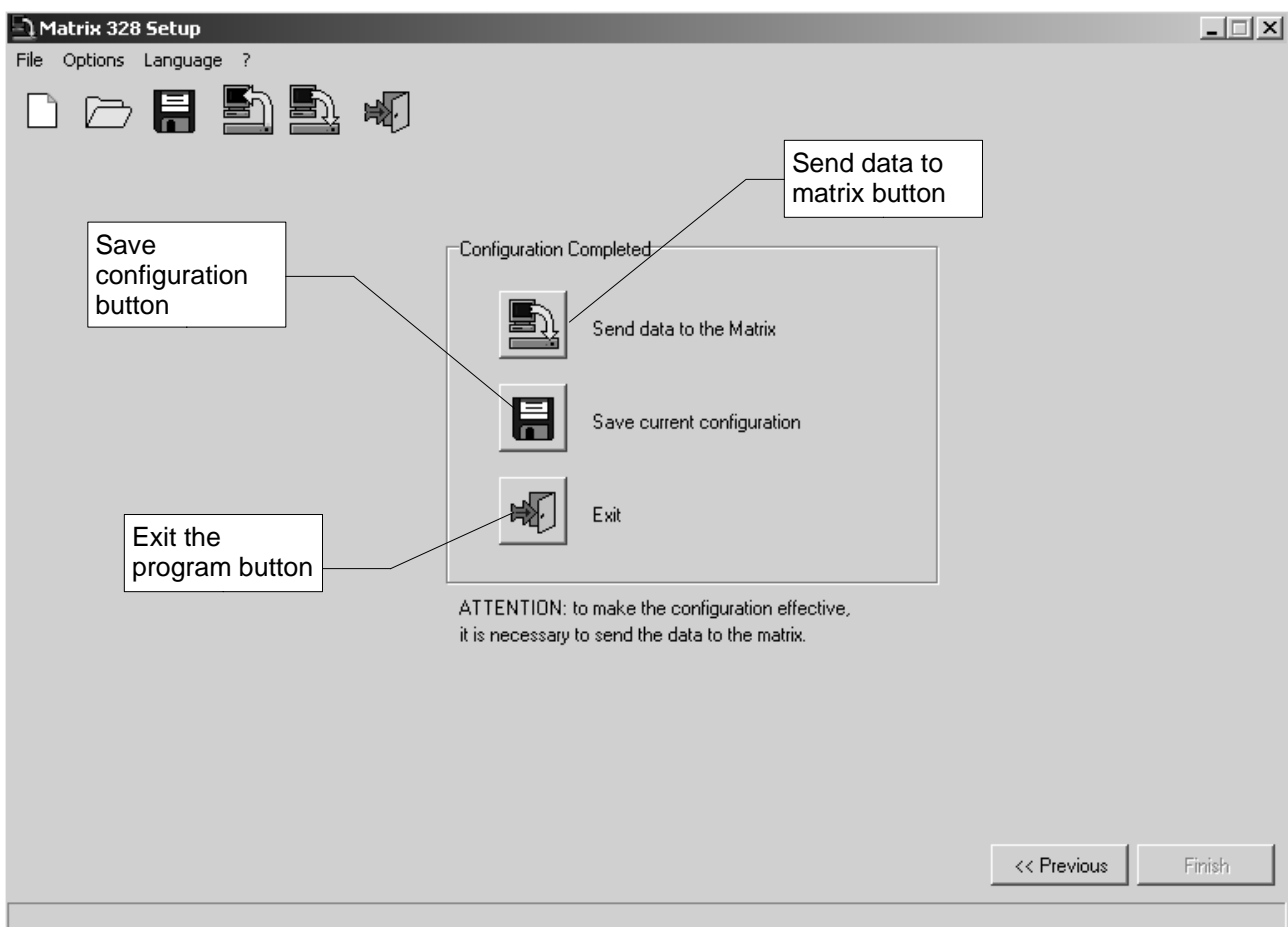 Matrix 328 Setup
File Options Language ?
Send data to
matrix button
Save
configuration
button
Configuration Completed
Send data to the Matrix
Save current configuration
Exit the
program button
Exit
ATTENTION: to make the configuration effective,
it is necessary to send the data to the matrix.
<< Previous
Finish